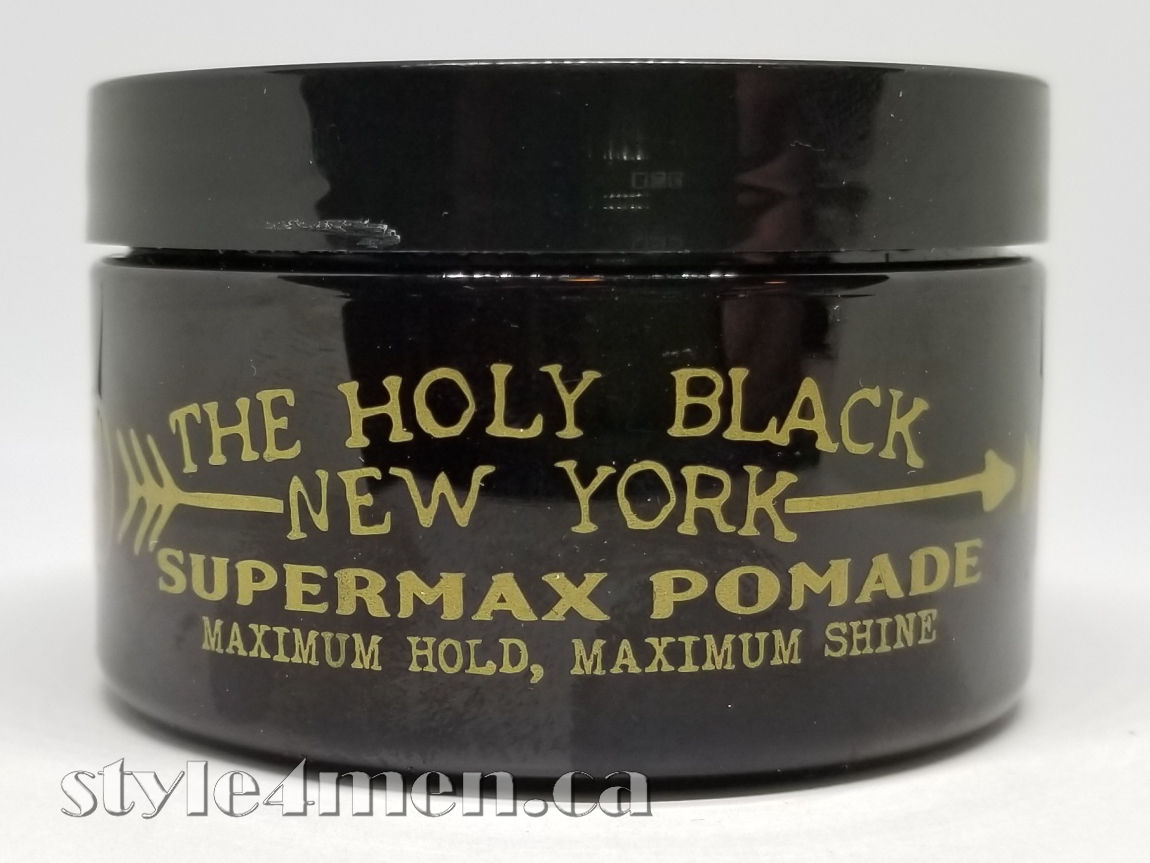 THE HOLY BLACK
NEW YORK
SUPERMAX POMADE
MAXIMUM HOLD, MAXIMUM SHINE
style4men.ca